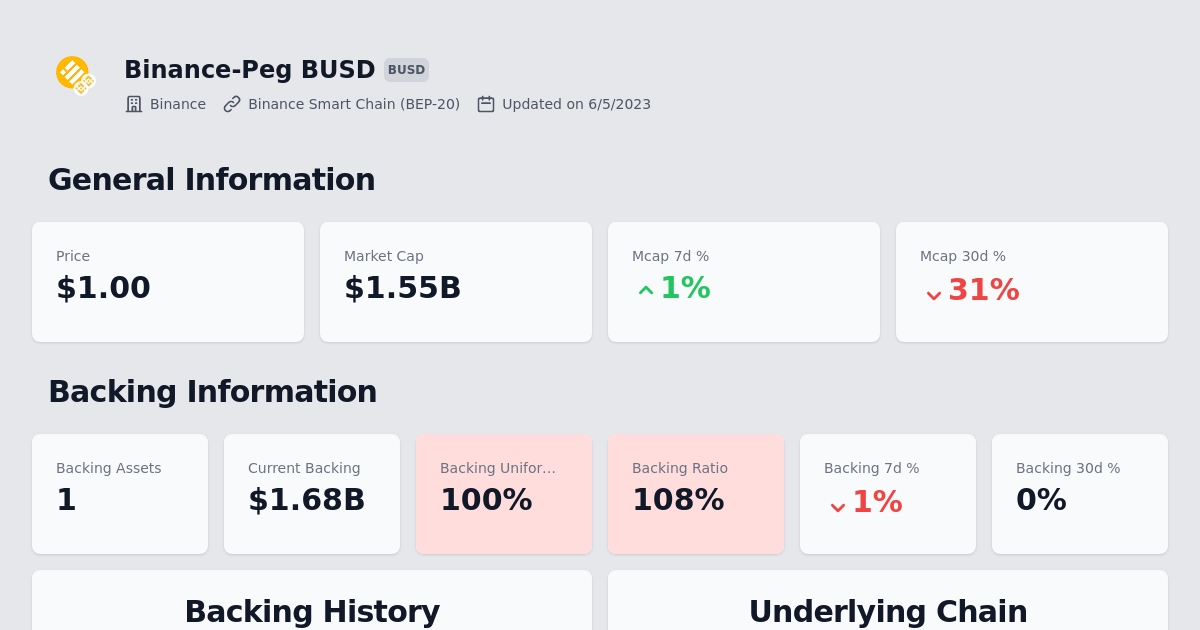 Binance-Peg BUSD BUSD
Binance Binance Smart Chain (BEP-20) Updated on 6/5/2023
General Information
Price Market Cap Mcap 7d % Mcap 30d %
$1.00 $1.55B 1% 31%
Backing Information
Backing Assets Current Backing Backing Unifor... Backing Ratio Backing 7d % Backing 30d %
1 $1.68B 100% 108% 1% 0%
Backing History Underlying Chain